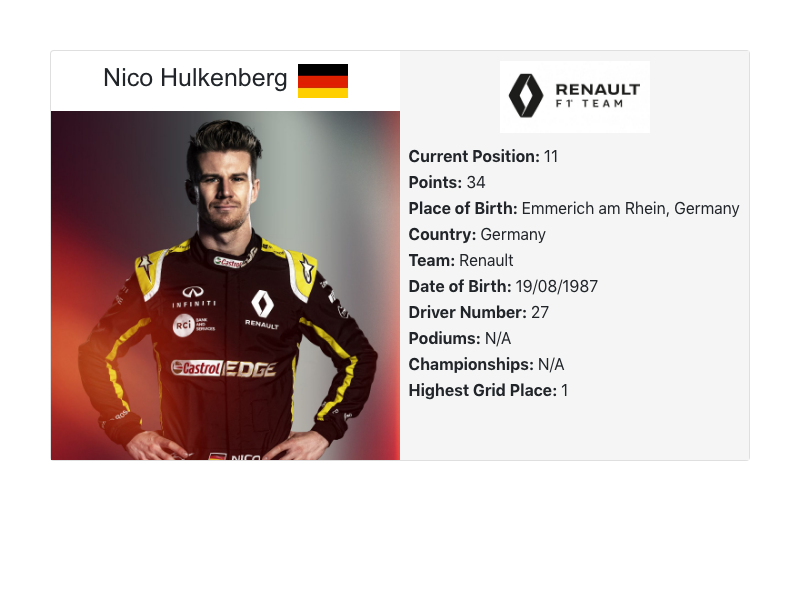 Nico Hulkenberg
RENAULT
F1 TEAM
Current Position: 11
Points: 34
Place of Birth: Emmerich am Rhein, Germany
Country: Germany
Team: Renault
Date of Birth: 19/08/1987
Driver Number: 27
Podiums: N/A
Championships: N/A
Highest Grid Place: 1
Castrol
INFINITI
RCI
BANK
AND
SERVICES
RENAULT
Castrol EDGE
NICO